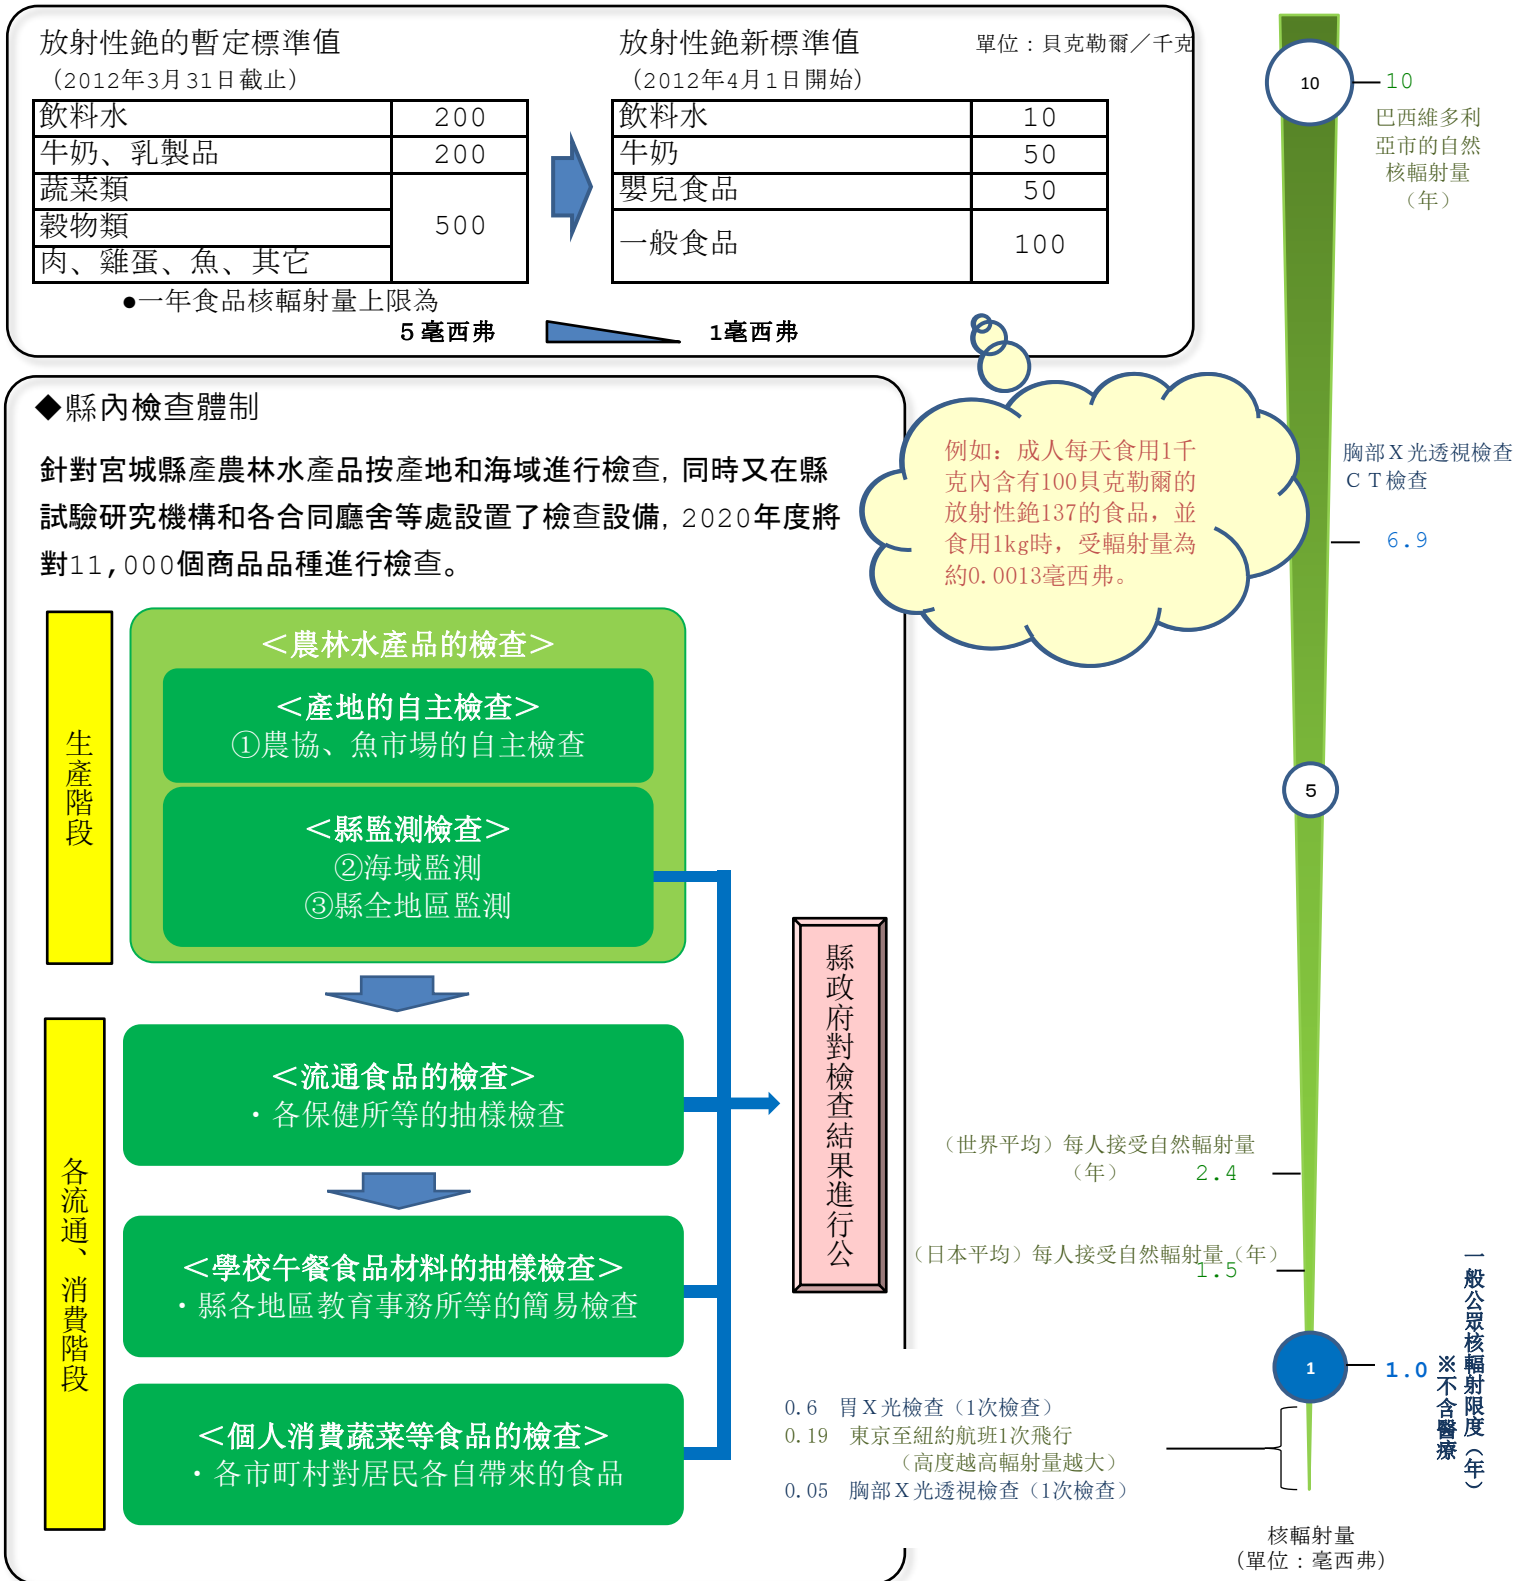 放射性銫的暫定標準值
（2012年3月31日截止）
飲料水 200
牛奶、乳製品 200
蔬菜類
穀物類 500
肉、雞蛋、魚、其它
放射性銫新標準值 單位：貝克勒爾／千克
（2012年4月1日開始）
飲料水 10
牛奶 50
嬰兒食品 50
一般食品 100
●一年食品核輻射量上限為
５毫西弗 1毫西弗
◆縣內檢查體制
針對宮城縣產農林水產品按產地和海域進行檢查，同時又在縣
試驗研究機構和各合同廳舍等處設置了檢查設備，2020年度將
對11,000個商品品種進行檢查。
例如：成人每天食用1千
克內含有100貝克勒爾的
放射性銫137的食品，並
食用1kg時，受輻射量為
約0.0013毫西弗。
生產階段
＜農林水產品的檢查＞
＜產地的自主檢查＞
①農協、魚市場的自主檢查
＜縣監測檢查＞
②海域監測
③縣全地區監測
各流通、消費階段
＜流通食品的檢查＞
・各保健所等的抽樣檢查
＜學校午餐食品材料的抽樣檢查＞
・縣各地區教育事務所等的簡易檢查
＜個人消費蔬菜等食品的檢查＞
・各市町村對居民各自帶來的食品
縣政府對檢查結果進行公
10
10
巴西維多利
亞市的自然
核輻射量
（年）
胸部Ｘ光透視檢查
ＣＴ檢查
6.9
5
（世界平均）每人接受自然輻射量
（年） 2.4
（日本平均）每人接受自然輻射量（年）
1.5
1
1.0
一般公眾核輻射限度（年）
※不含醫療
0.6 胃Ｘ光檢查（1次檢查）
0.19 東京至紐約航班1次飛行
（高度越高輻射量越大）
0.05 胸部Ｘ光透視檢查（1次檢查）
核輻射量
（單位：毫西弗）